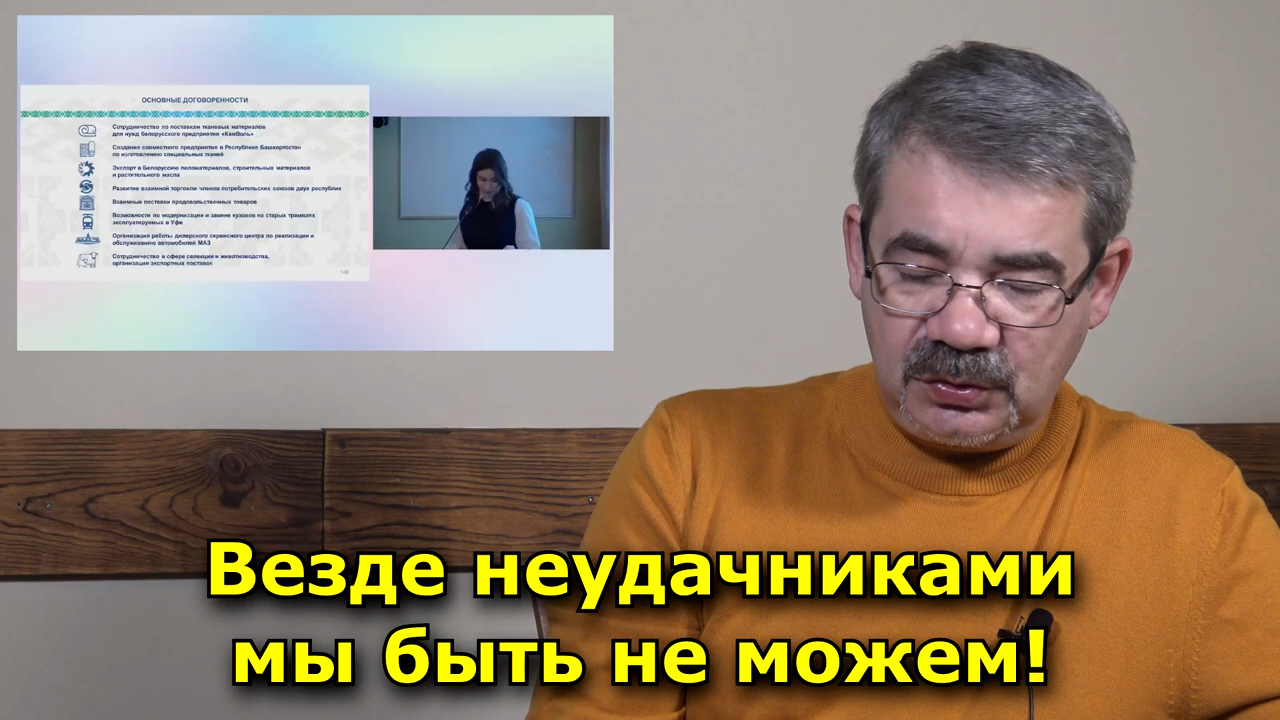 ОСНОВНЫЕ ДОГОВОРЕННОСТИ
Сотрудничество по поставкам тканевых материалов
для нужд белорусского предприятия «КамВоль»
Создание совместного предприятия в Республике Башкортостан
по изготовлению специальных тканей
Экспорт в Белоруссию пиломатериалов, строительных материалов
и растительного масла
Развитие взаимной торговли членов потребительских союзов двух республик
Взаимные поставки продовольственных товаров
Возможности по модернизации и замене кузовов на старых трамваях
эксплуатируемых в Уфе
Организация работы дилерского сервисного центра по реализации и
обслуживанию автомобилей МАЗ
Сотрудничество в сфере селекции и животноводства,
организация экспортных поставок
149
Везде неудачниками
мы быть не можем!